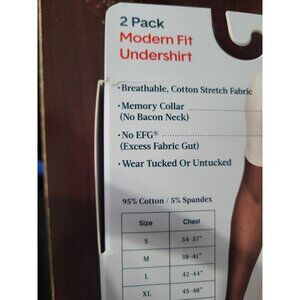 2 Pack
Modern Fit
Undershirt
·Breathable, Cotton Stretch Fabric
·Memory Collar
(No Bacon Neck)
·No EFG®
(Excess Fabric Gut)
·Wear Tucked Or Untucked
95% Cotton / 5% Spandex
Size Chest
S 34-37"
M 38-41"
L 42-44"
XL 45-48"